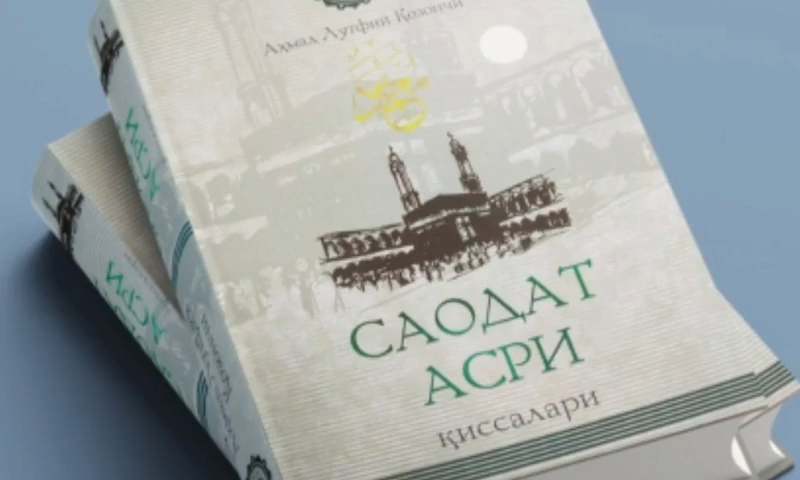 Аҳмад Лутфий Қозончи
САОДАТ
АСРИ
қиссалари
АСРИ
АСРИ